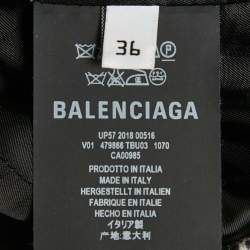 36
BALENCIAGA
UP57 2018 00516
V01 479866 TBU03 1070
CA00985
PRODOTTO IN ITALIA
MADE IN ITALY
HERGESTELLT IN ITALIEN
FABRIQUE EN ITALIE
HECHO EN ITALIA
イタリア製
产地:意大利